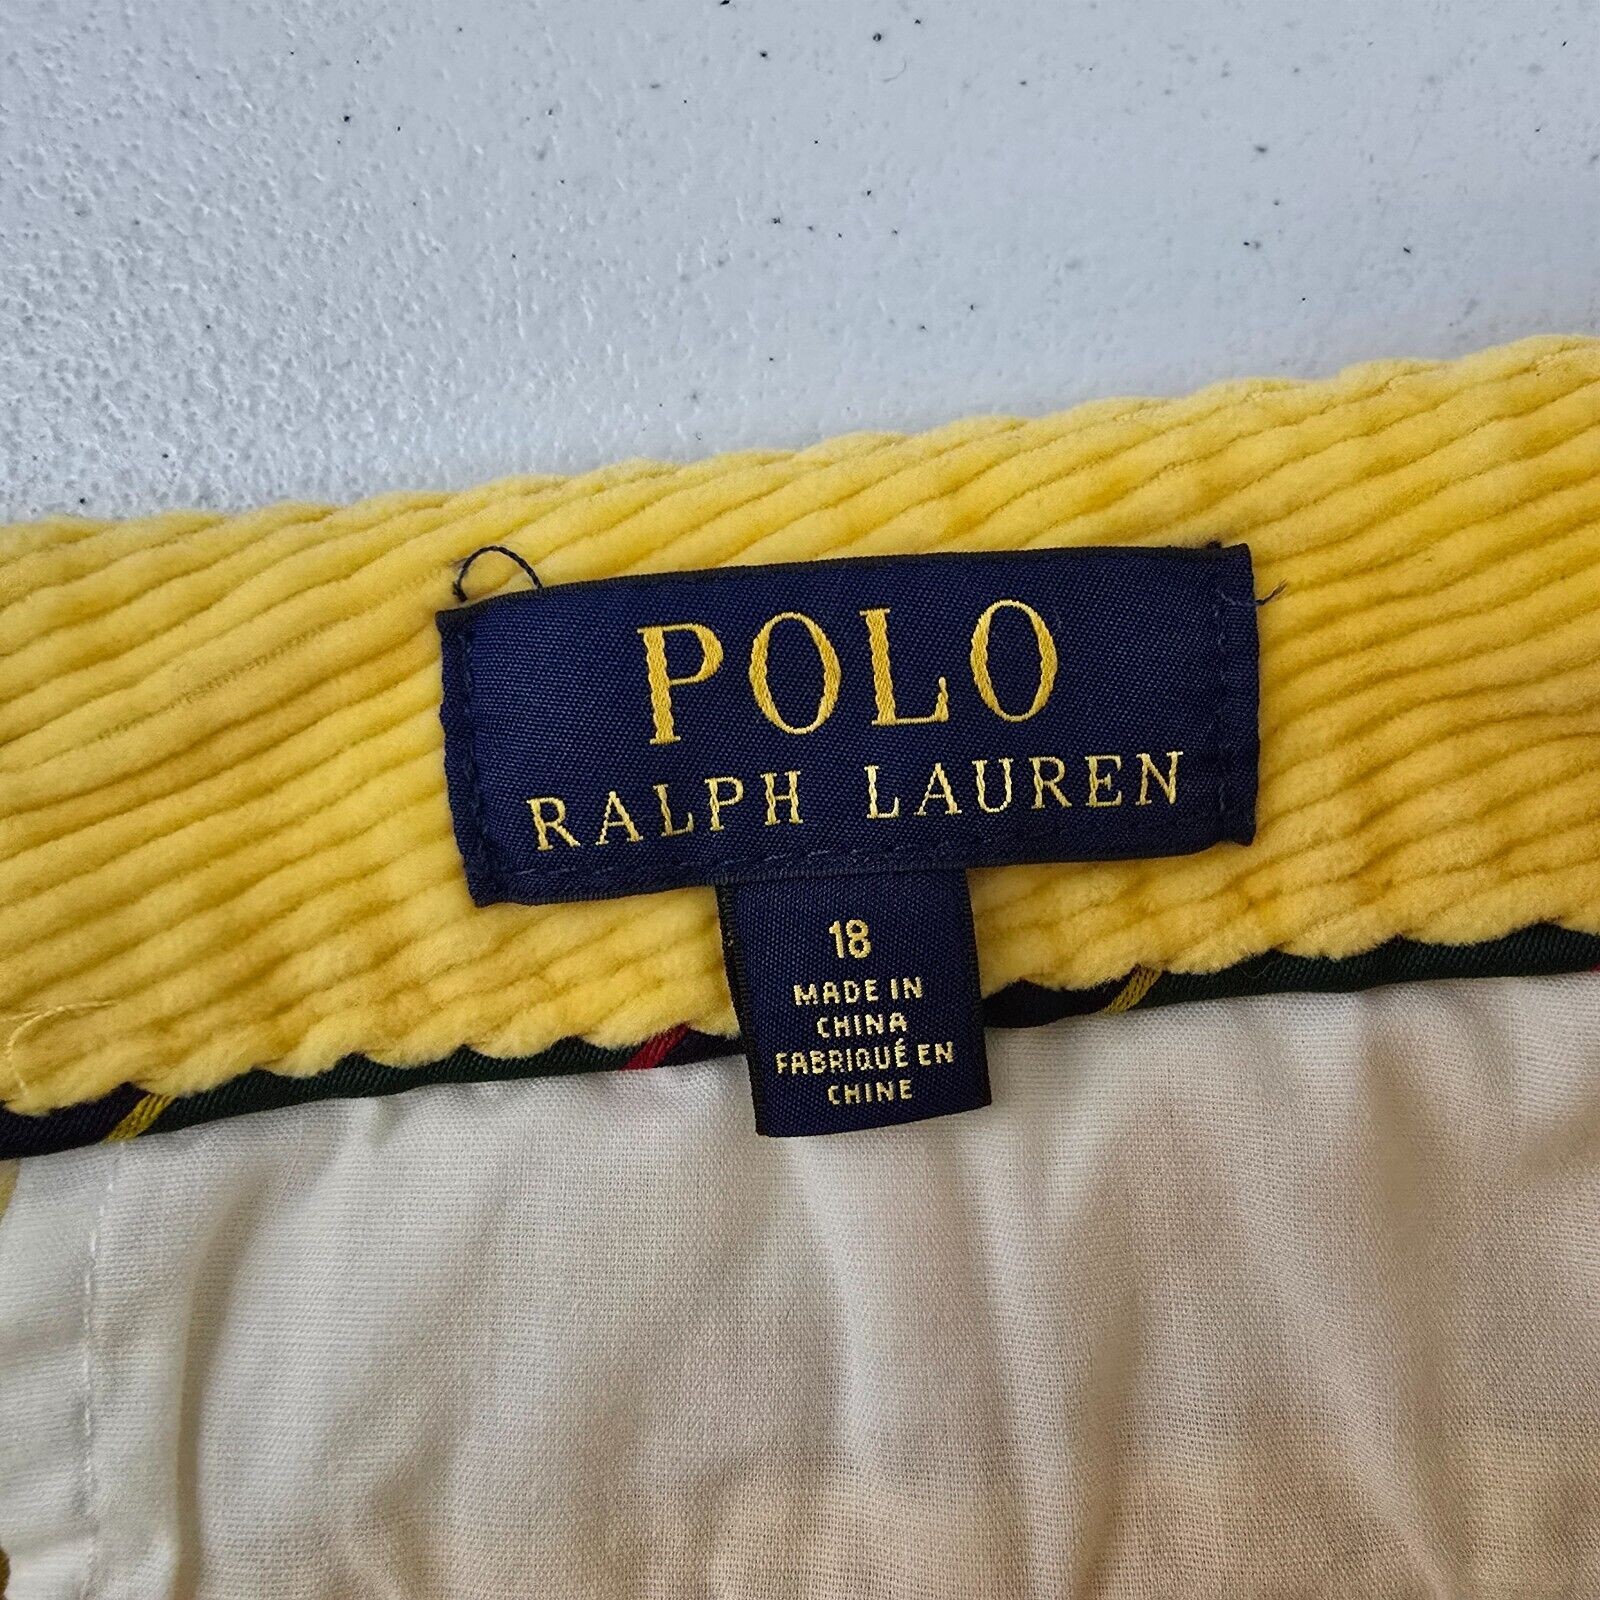 POLO
RALPH LAUREN
18
MADE IN
CHINA
FABRIQUÉ EN
CHINE